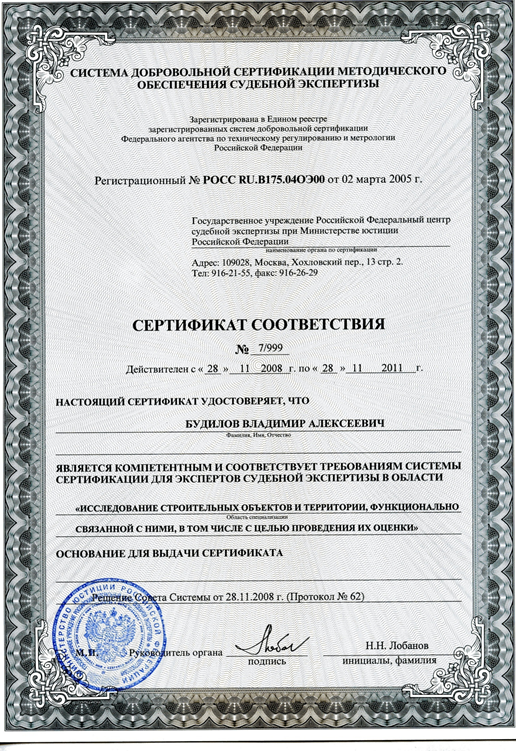 СИСТЕМА ДОБРОВОЛЬНОЙ СЕРТИФИКАЦИИ МЕТОДИЧЕСКОГО
ОБЕСПЕЧЕНИЯ СУДЕБНОЙ ЭКСПЕРТИЗЫ
Зарегистрирована в Едином реестре
зарегистрированных систем добровольной сертификации
Федерального агентства по техническому регулированию и метрологии
Российской Федерации
Регистрационный № РОСС RU.В175.04ОЭ00 от 02 марта 2005 г.
Государственное учреждение Российской Федеральный центр
судебной экспертизы при Министерстве юстиции
Российской Федерации
наименование органа по сертификации
Адрес: 109028, Москва, Хохловский пер., 13 стр. 2.
Тел: 916-21-55, факс: 916-26-29
СЕРТИФИКАТ СООТВЕТСТВИЯ
№ 7/999
Действителен с « 28 » 11 2008 г. по « 28 » 11 2011 г.
НАСТОЯЩИЙ СЕРТИФИКАТ УДОСТОВЕРЯЕТ, ЧТО
БУДИЛОВ ВЛАДИМИР АЛЕКСЕЕВИЧ
Фамилия, Имя, Отчество
ЯВЛЯЕТСЯ КОМПЕТЕНТНЫМ И СООТВЕТСТВУЕТ ТРЕБОВАНИЯМ СИСТЕМЫ
СЕРТИФИКАЦИИ ДЛЯ ЭКСПЕРТОВ СУДЕБНОЙ ЭКСПЕРТИЗЫ В ОБЛАСТИ
«ИССЛЕДОВАНИЕ СТРОИТЕЛЬНЫХ ОБЪЕКТОВ И ТЕРРИТОРИИ, ФУНКЦИОНАЛЬНО
Область специализации
СВЯЗАННОЙ С НИМИ, В ТОМ ЧИСЛЕ С ЦЕЛЬЮ ПРОВЕДЕНИЯ ИХ ОЦЕНКИ»
ОСНОВАНИЕ ДЛЯ ВЫДАЧИ СЕРТИФИКАТА
Решение Совета Системы от 28.11.2008 г. (Протокол № 62)
М.П. Руководитель органа
подпись
Н.Н. Лобанов
инициалы, фамилия
МИНИСТЕРСТВО ЮСТИЦИИ РОССИЙСКОЙ ФЕДЕРАЦИИ